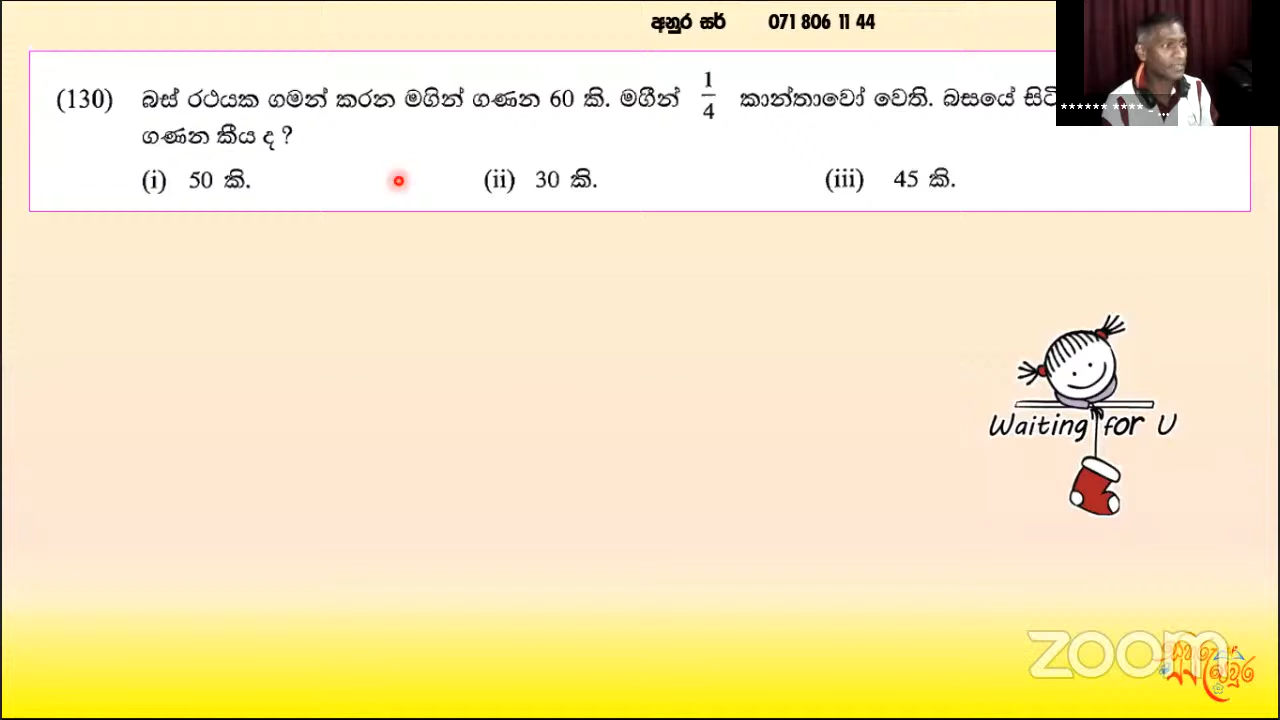 අනුර සර් 071 806 11 44
(130) බස් රථයක ගමන් කරන මගින් ගණන 60 කි. මගීන් 1/4 කාන්තාවෝ වෙති. බසයේ සිටි
ගණන කීය ද ?
(i) 50 කි. (ii) 30 කි. (iii) 45 කි.
****** **** - ...
Waiting for U
zoom